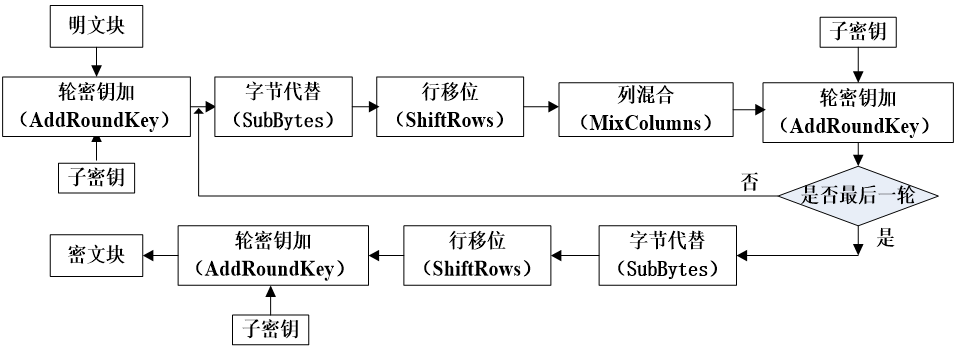 明文块
子密钥
轮密钥加
（AddRoundKey）
字节代替
（SubBytes）
行移位
（ShiftRows）
列混合
（MixColumns）
轮密钥加
（AddRoundKey）
子密钥
否
是否最后一轮
是
密文块
轮密钥加
（AddRoundKey）
行移位
（ShiftRows）
字节代替
（SubBytes）
子密钥